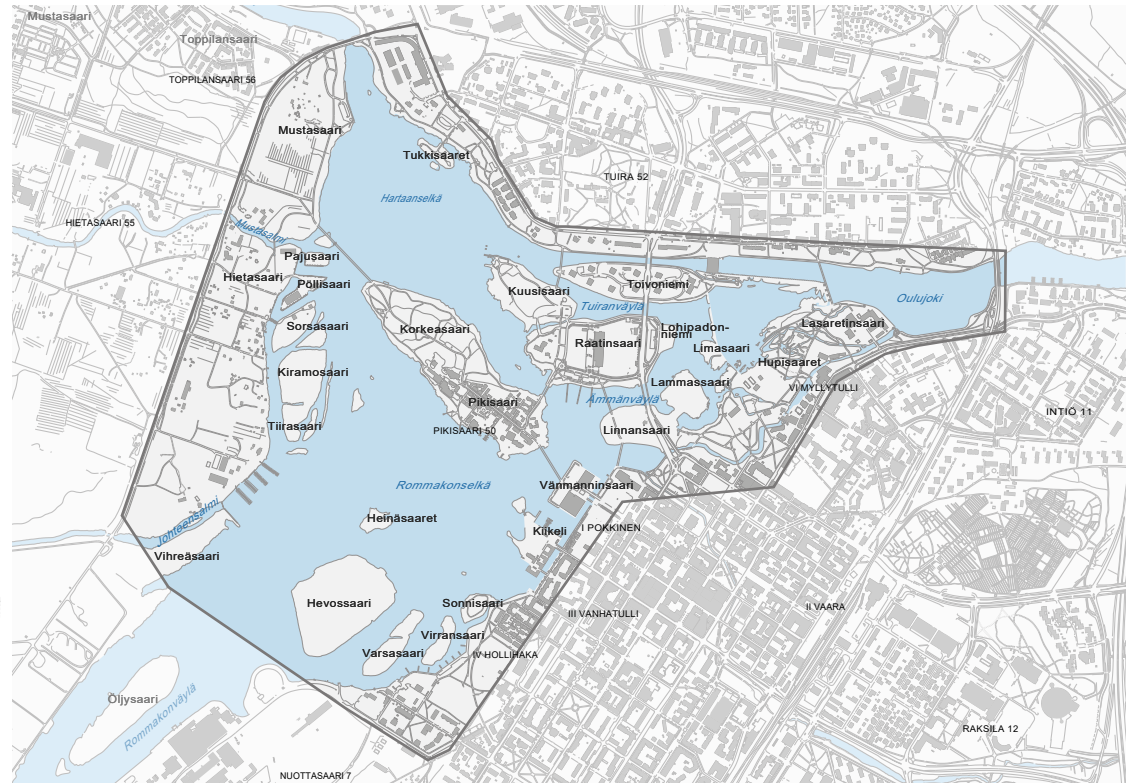 Mustasaari
Toppilansaari
TOPPILANSAARI 56
Mustasaari
Tukkisaaret
TUIRA 52
Hartaanselkä
HIETASAARI 55
Mustasalmi
Pajusaari
Hietasaari
Pöllisaari
Kuusisaari
Toivoniemi
Oulujoki
Tuiranväylä
Sorsasaari
Korkeasaari
Lohipadon-
niemi
Lasaretinsaari
Raatinsaari
Limasaari
Hupisaaret
Kiramosaari
Lammassaari
VI MYLLYTULLI
Pikisaari
Ämmänväylä
INTIÖ 11
Tiirasaari
PIKISAARI 50
Linnansaari
Rommakonselkä
Vänmanninsaari
Johteensalmi
Heinäsaaret
Kiikeli
I POKKINEN
Vihreäsaari
Hevossaari
Sonnisaari
II VAARA
III VANHATULLI
Virransaari
Varsasaari
IV HOLLIHAKA
Öljysaari
Rommakonväylä
RAKSILA 12
NUOTTASAARI 7